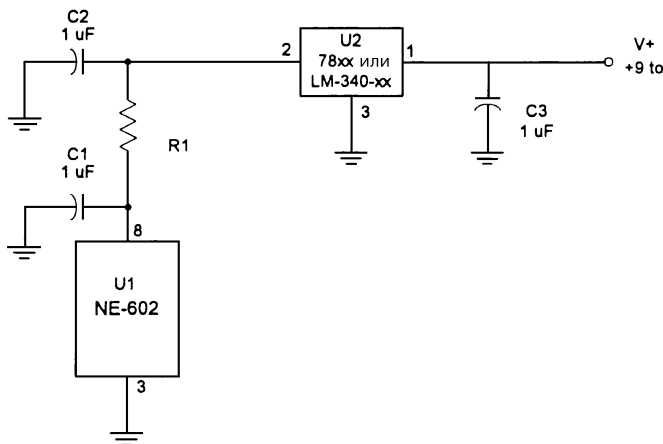 C2
1 uF
2
U2
78xx или
LM-340-xx
1
V+
+9 to
3
C3
1 uF
R1
C1
1 uF
8
U1
NE-602
3